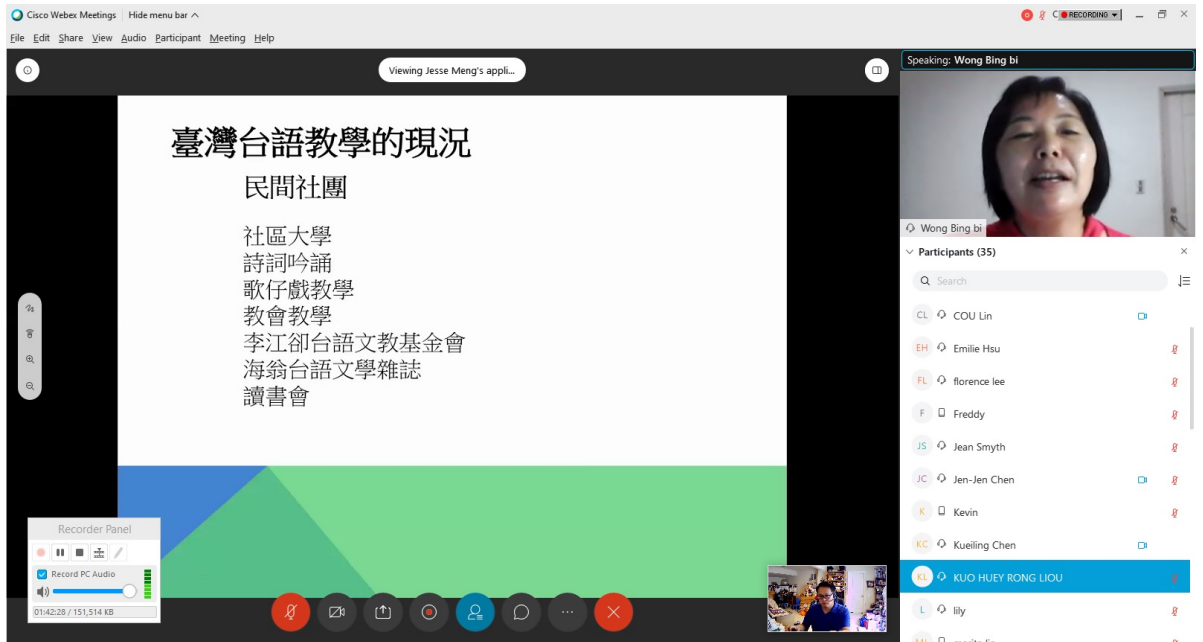 Cisco Webex Meetings Hide menu bar
RECORDING
File Edit Share View Audio Participant Meeting Help
Viewing Jesse Meng's appli...
臺灣台語教學的現況
民間社團
社區大學
詩詞吟誦
歌仔戲教學
教會教學
李江卻台語文教基金會
海翁台語文學雜誌
讀書會
Recorder Panel
Record PC Audio
01:42:28 / 151,514 KB
Speaking: Wong Bing bi
Wong Bing bi
Participants (35)
Search
CL COU Lin
EH Emilie Hsu
FL florence lee
F Freddy
JS Jean Smyth
JC Jen-Jen Chen
K Kevin
KC Kueiling Chen
KL KUO HUEY RONG LIOU
L lily